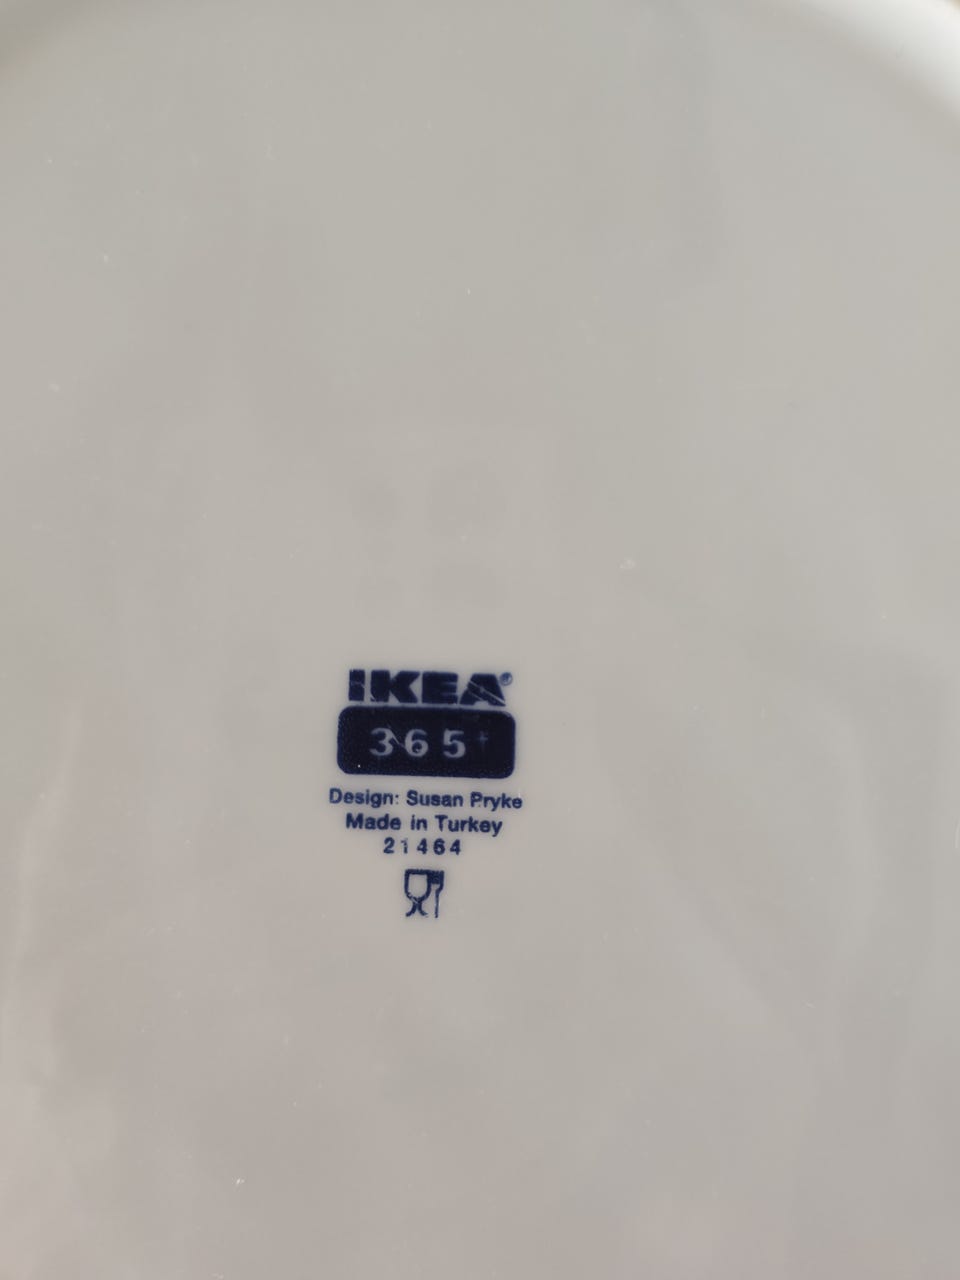 IKEA®
365+
Design: Susan Pryke
Made in Turkey
21464